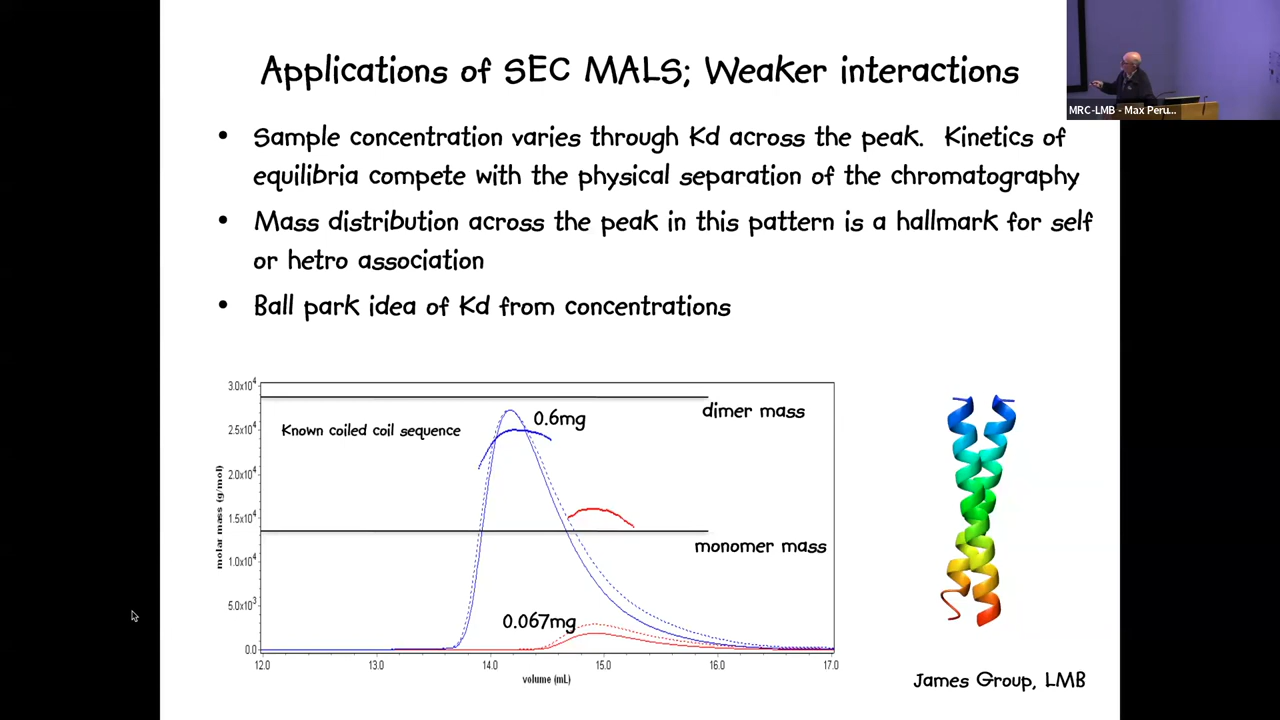 Applications of SEC MALS; Weaker interactions
MRC-LMB - Max Peru...
• Sample concentration varies through Kd across the peak. Kinetics of
equilibria compete with the physical separation of the chromatography
• Mass distribution across the peak in this pattern is a hallmark for self
or hetro association
• Ball park idea of Kd from concentrations
molar mass (g/mol)
3.0x10⁴
2.5x10⁴
2.0x10⁴
1.5x10⁴
1.0x10⁴
5.0x10³
0.0
Known coiled coil sequence
0.6mg
dimer mass
monomer mass
0.067mg
12.0 13.0 14.0 15.0 16.0 17.0
volume (mL)
James Group, LMB